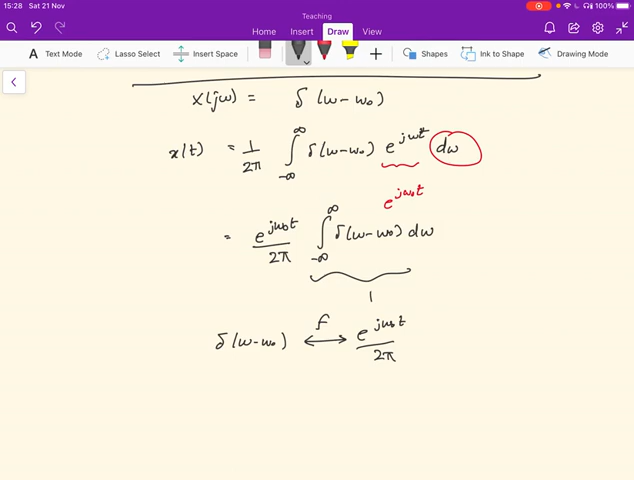 15:28 Sat 21 Nov
100%
Teaching
Home Insert Draw View
A Text Mode Lasso Select Insert Space Shapes Ink to Shape Drawing Mode
x(jω) = δ(ω-ω₀)
x(t) = 1/2π ∫_{-∞}^{∞} δ(ω-ω₀) e^{jωt} dω
e^{jω₀t}
= e^{jω₀t}/2π ∫_{-∞}^{∞} δ(ω-ω₀) dω
1
δ(ω-ω₀) ⟷ F e^{jω₀t}/2π